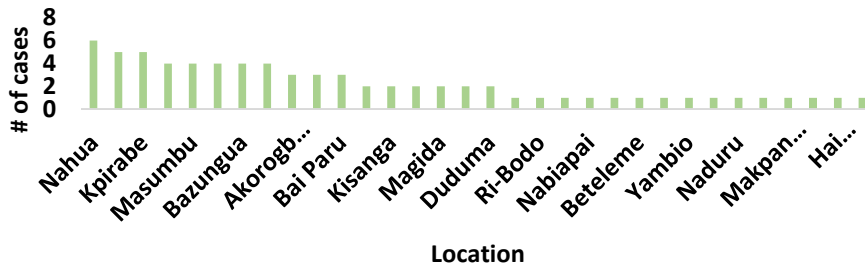 # of cases
8
6
4
2
0
Nahua
Kpirabe
Masumbu
Bazungua
Akorogb...
Bai Paru
Kisanga
Magida
Duduma
Ri-Bodo
Nabiapai
Beteleme
Yambio
Naduru
Makpan...
Hai...
Location